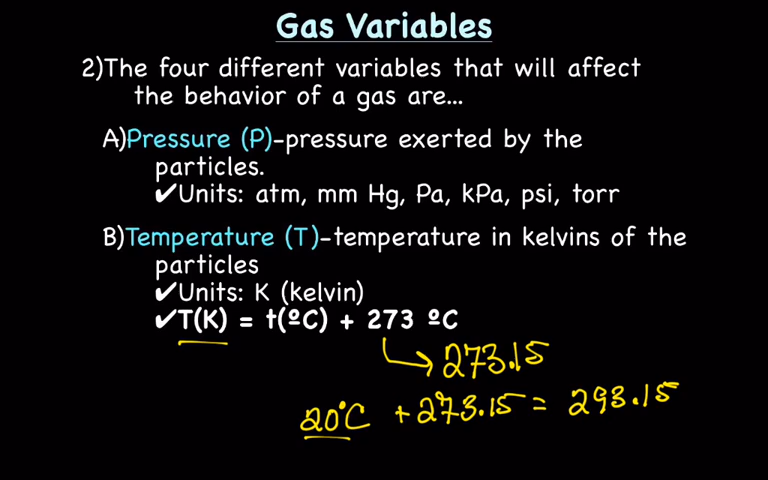 Gas Variables
2)The four different variables that will affect
the behavior of a gas are...
A)Pressure (P)-pressure exerted by the
particles.
✔Units: atm, mm Hg, Pa, kPa, psi, torr
B)Temperature (T)-temperature in kelvins of the
particles
✔Units: K (kelvin)
✔T(K) = t(ºC) + 273 ºC
273.15
20°C + 273.15 = 293.15